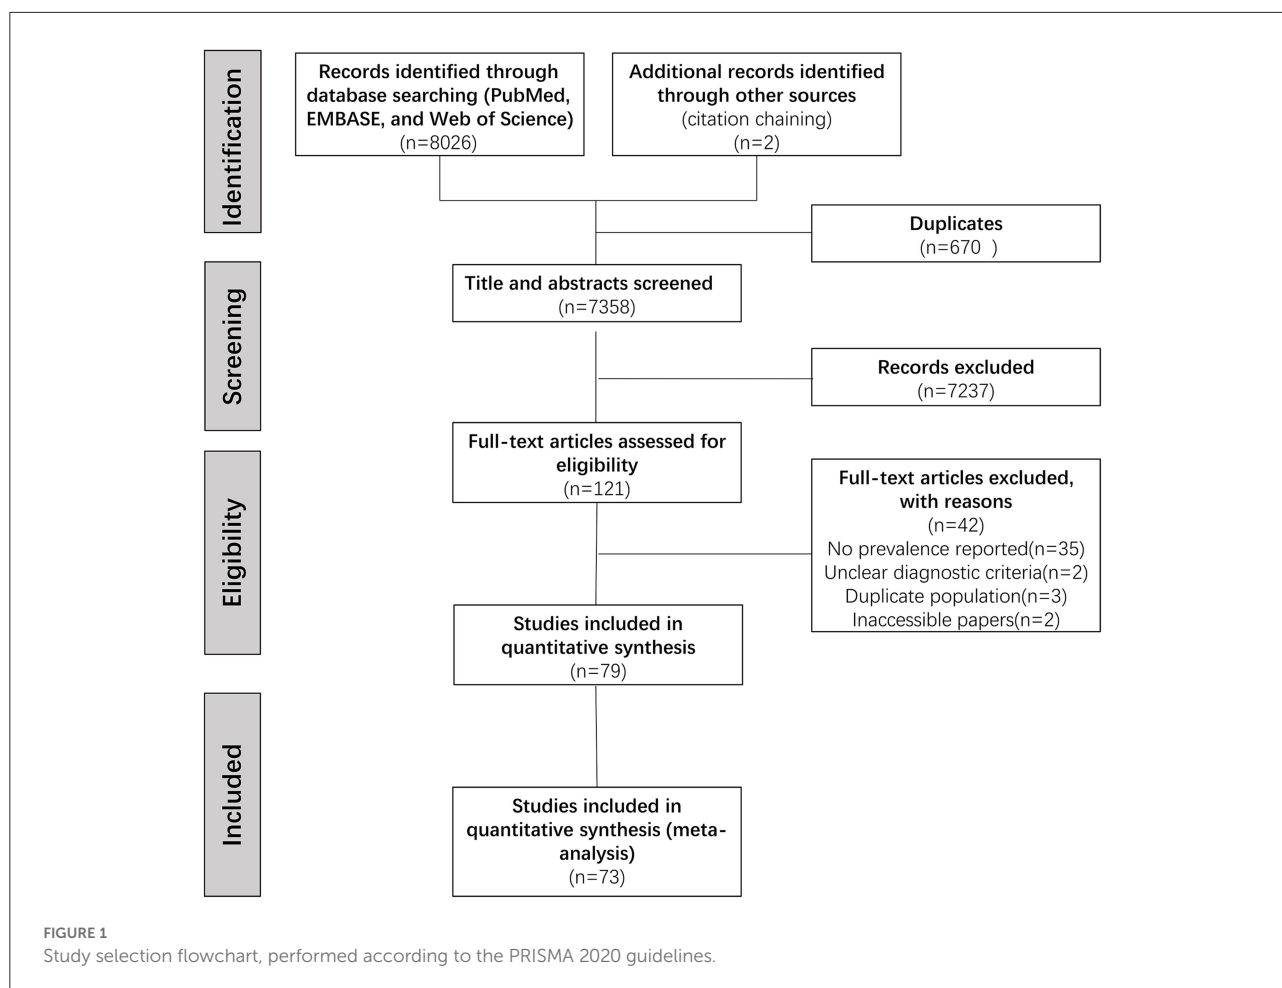 Identification
Records identified through
database searching (PubMed,
EMBASE, and Web of Science)
(n=8026)
Additional records identified
through other sources
(citation chaining)
(n=2)
Duplicates
(n=670  )
Screening
Title and abstracts screened
(n=7358)
Records excluded
(n=7237)
Eligibility
Full-text articles assessed for
eligibility
(n=121)
Full-text articles excluded,
with reasons
(n=42)
No prevalence reported(n=35)
Unclear diagnostic criteria(n=2)
Duplicate population(n=3)
Inaccessible papers(n=2)
Studies included in
quantitative synthesis
(n=79)
Included
Studies included in
quantitative synthesis (meta-
analysis)
(n=73)
FIGURE 1
Study selection flowchart, performed according to the PRISMA 2020 guidelines.